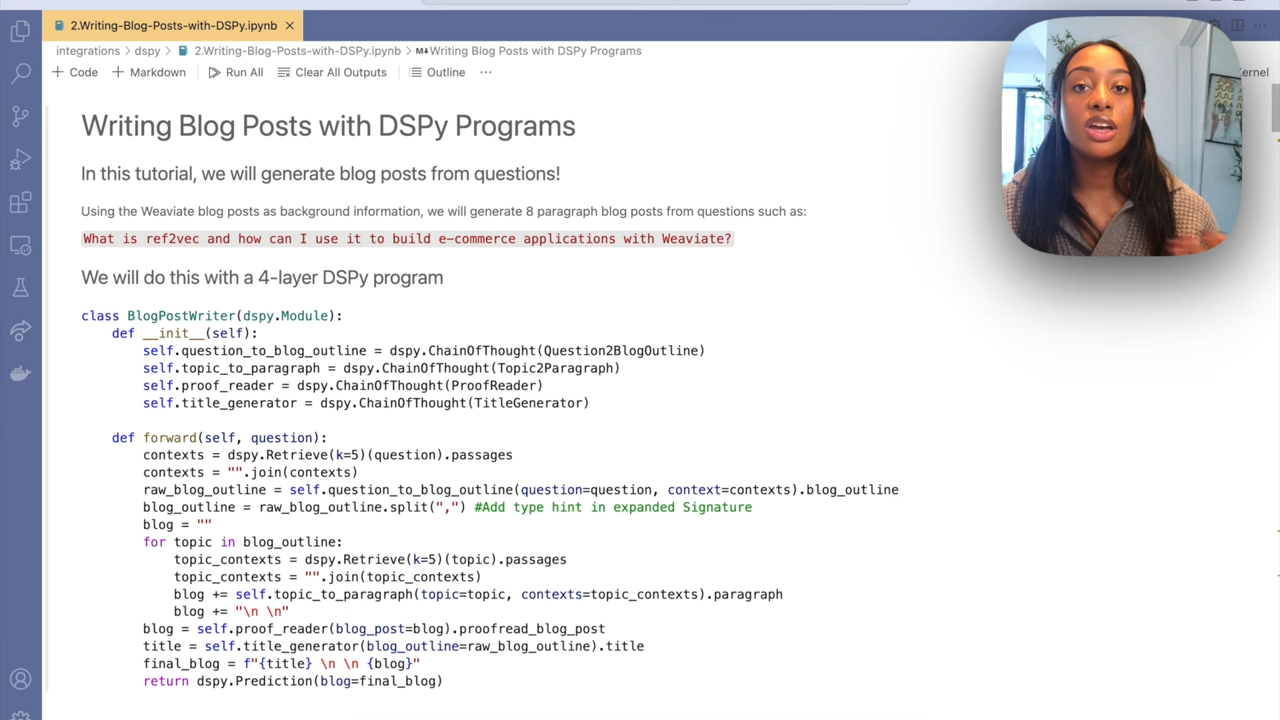 2.Writing-Blog-Posts-with-DSPy.ipynb ×
integrations > dspy > 2.Writing-Blog-Posts-with-DSPy.ipynb > M↓Writing Blog Posts with DSPy Programs
+ Code + Markdown Run All Clear All Outputs Outline ···
ernel
Writing Blog Posts with DSPy Programs
In this tutorial, we will generate blog posts from questions!
Using the Weaviate blog posts as background information, we will generate 8 paragraph blog posts from questions such as:
What is ref2vec and how can I use it to build e-commerce applications with Weaviate?
We will do this with a 4-layer DSPy program
class BlogPostWriter(dspy.Module):
    def __init__(self):
        self.question_to_blog_outline = dspy.ChainOfThought(Question2BlogOutline)
        self.topic_to_paragraph = dspy.ChainOfThought(Topic2Paragraph)
        self.proof_reader = dspy.ChainOfThought(ProofReader)
        self.title_generator = dspy.ChainOfThought(TitleGenerator)
    def forward(self, question):
        contexts = dspy.Retrieve(k=5)(question).passages
        contexts = "".join(contexts)
        raw_blog_outline = self.question_to_blog_outline(question=question, context=contexts).blog_outline
        blog_outline = raw_blog_outline.split(",") #Add type hint in expanded Signature
        blog = ""
        for topic in blog_outline:
            topic_contexts = dspy.Retrieve(k=5)(topic).passages
            topic_contexts = "".join(topic_contexts)
            blog += self.topic_to_paragraph(topic=topic, contexts=topic_contexts).paragraph
            blog += "\n \n"
        blog = self.proof_reader(blog_post=blog).proofread_blog_post
        title = self.title_generator(blog_outline=raw_blog_outline).title
        final_blog = f"{title} \n \n {blog}"
        return dspy.Prediction(blog=final_blog)